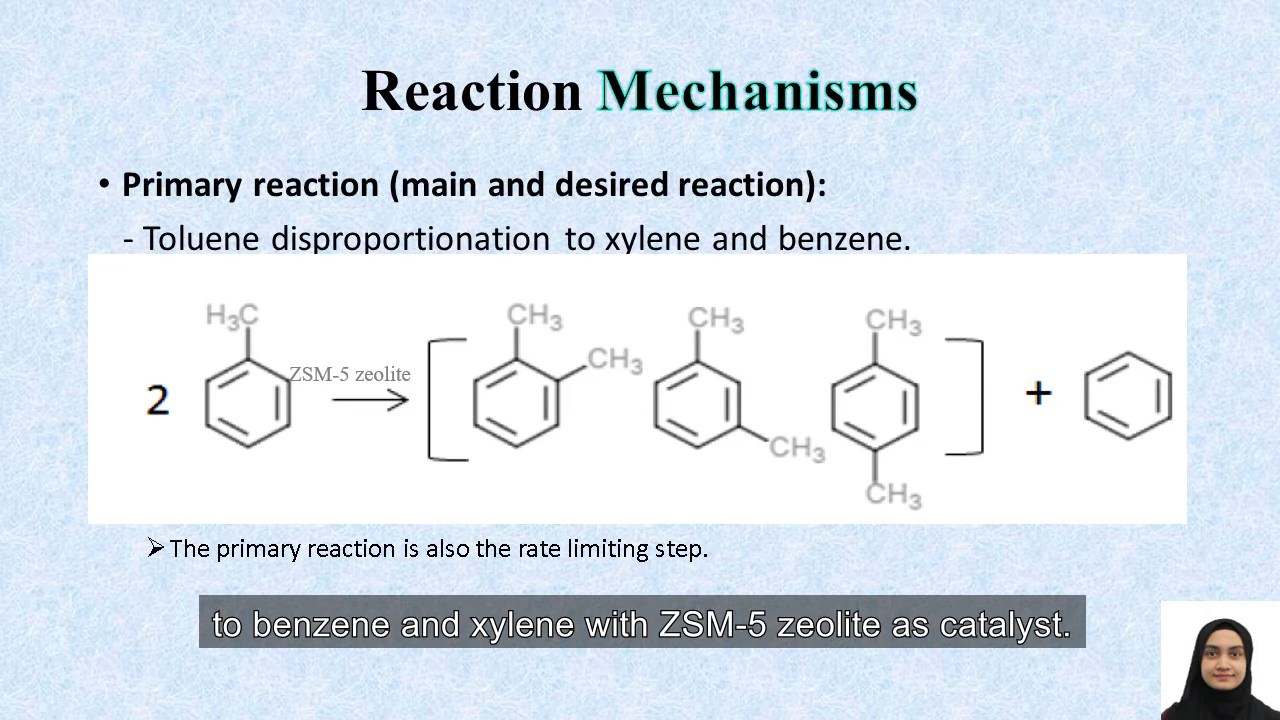 Reaction Mechanisms
• Primary reaction (main and desired reaction):
- Toluene disproportionation to xylene and benzene.
H₃C
CH₃
CH₃
CH₃
CH₃
ZSM-5 zeolite
CH₃
2
+
CH₃
CH₃
➢ The primary reaction is also the rate limiting step.
to benzene and xylene with ZSM-5 zeolite as catalyst.